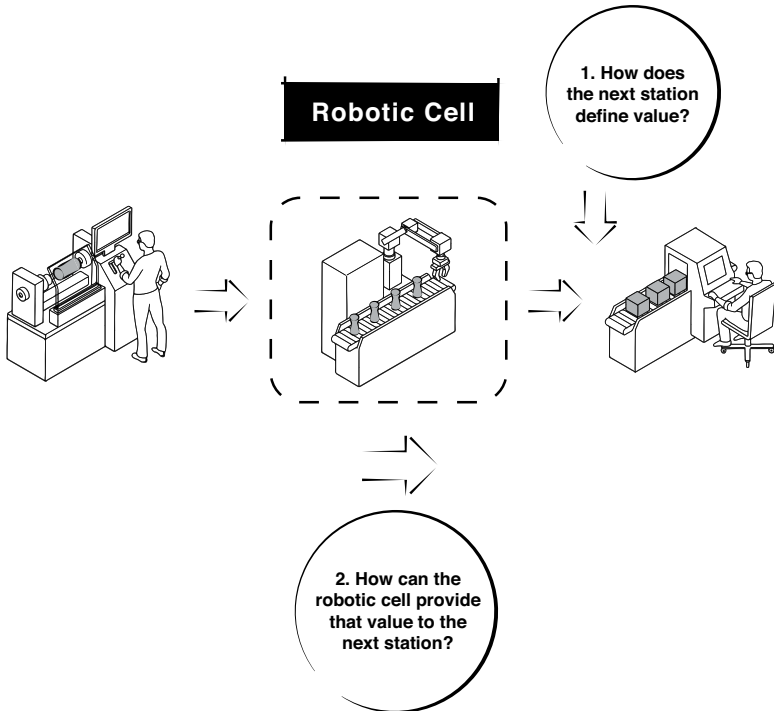 Robotic Cell
1. How does
the next station
define value?
2. How can the
robotic cell provide
that value to the
next station?